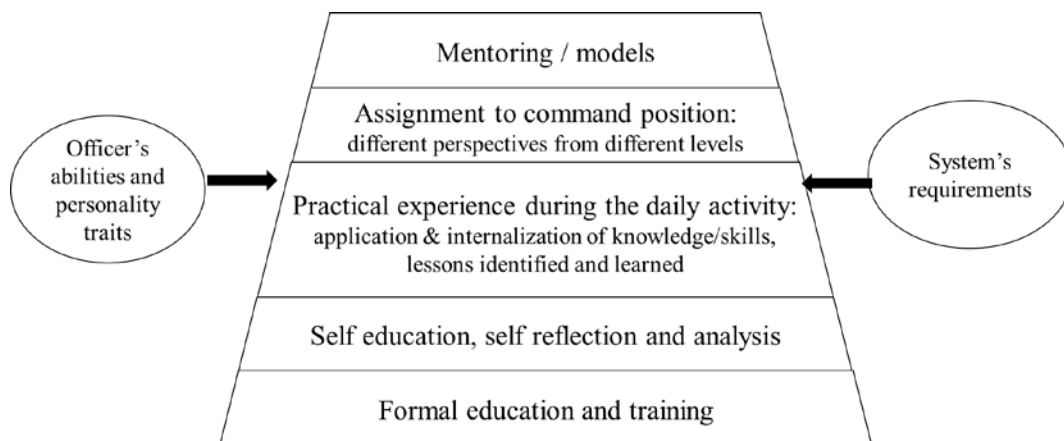 Mentoring / models
Assignment to command position:
different perspectives from different levels
Officer's
abilities and
personality
traits
System's
requirements
Practical experience during the daily activity:
application & internalization of knowledge/skills,
lessons identified and learned
Self education, self reflection and analysis
Formal education and training